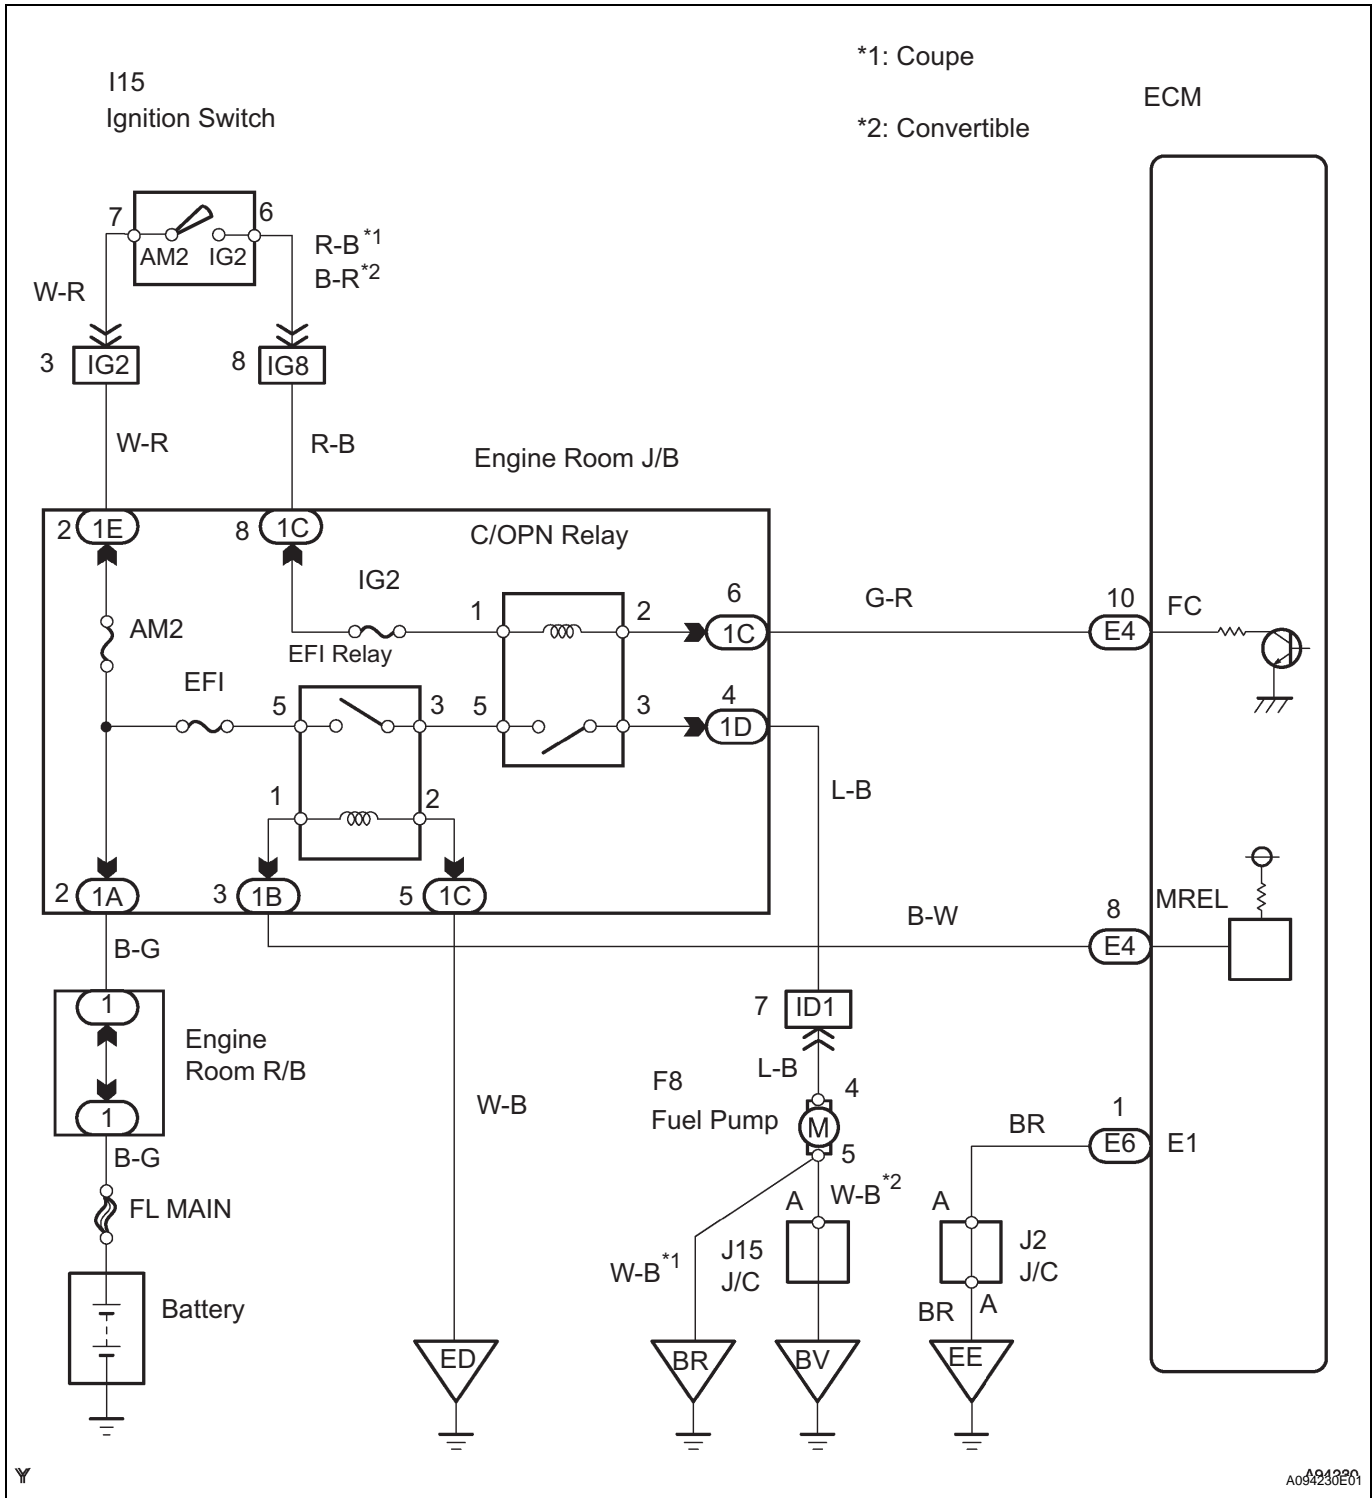 *1: Coupe
*2: Convertible
ECM
I15
Ignition Switch
7
6
AM2
IG2
R-B*1
B-R*2
W-R
3
IG2
8
IG8
W-R
R-B
Engine Room J/B
2
1E
8
1C
C/OPN Relay
IG2
AM2
EFI Relay
1
2
6
1C
G-R
10
E4
FC
EFI
5
3
5
3
4
1D
L-B
1
2
2
1A
3
1B
5
1C
B-G
B-W
8
E4
MREL
1
Engine
Room R/B
1
7
ID1
L-B
F8
Fuel Pump
4
M
5
W-B
BR
1
E6
E1
B-G
FL MAIN
W-B*1
A
W-B*2
J15
J/C
A
J2
J/C
BR
A
Battery
ED
BR
BV
EE
Y
A094230E01